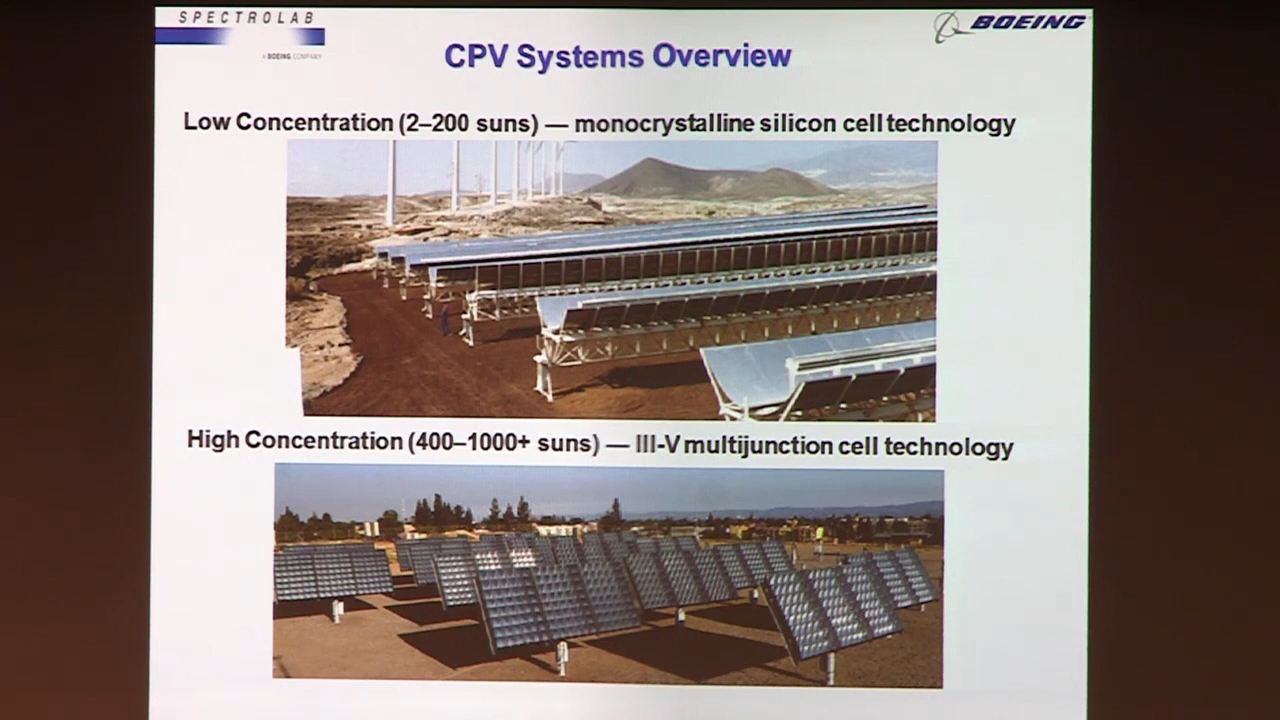 SPECTROLAB
A BOEING COMPANY
BOEING
CPV Systems Overview
Low Concentration (2–200 suns) — monocrystalline silicon cell technology
High Concentration (400–1000+ suns) — III-V multijunction cell technology